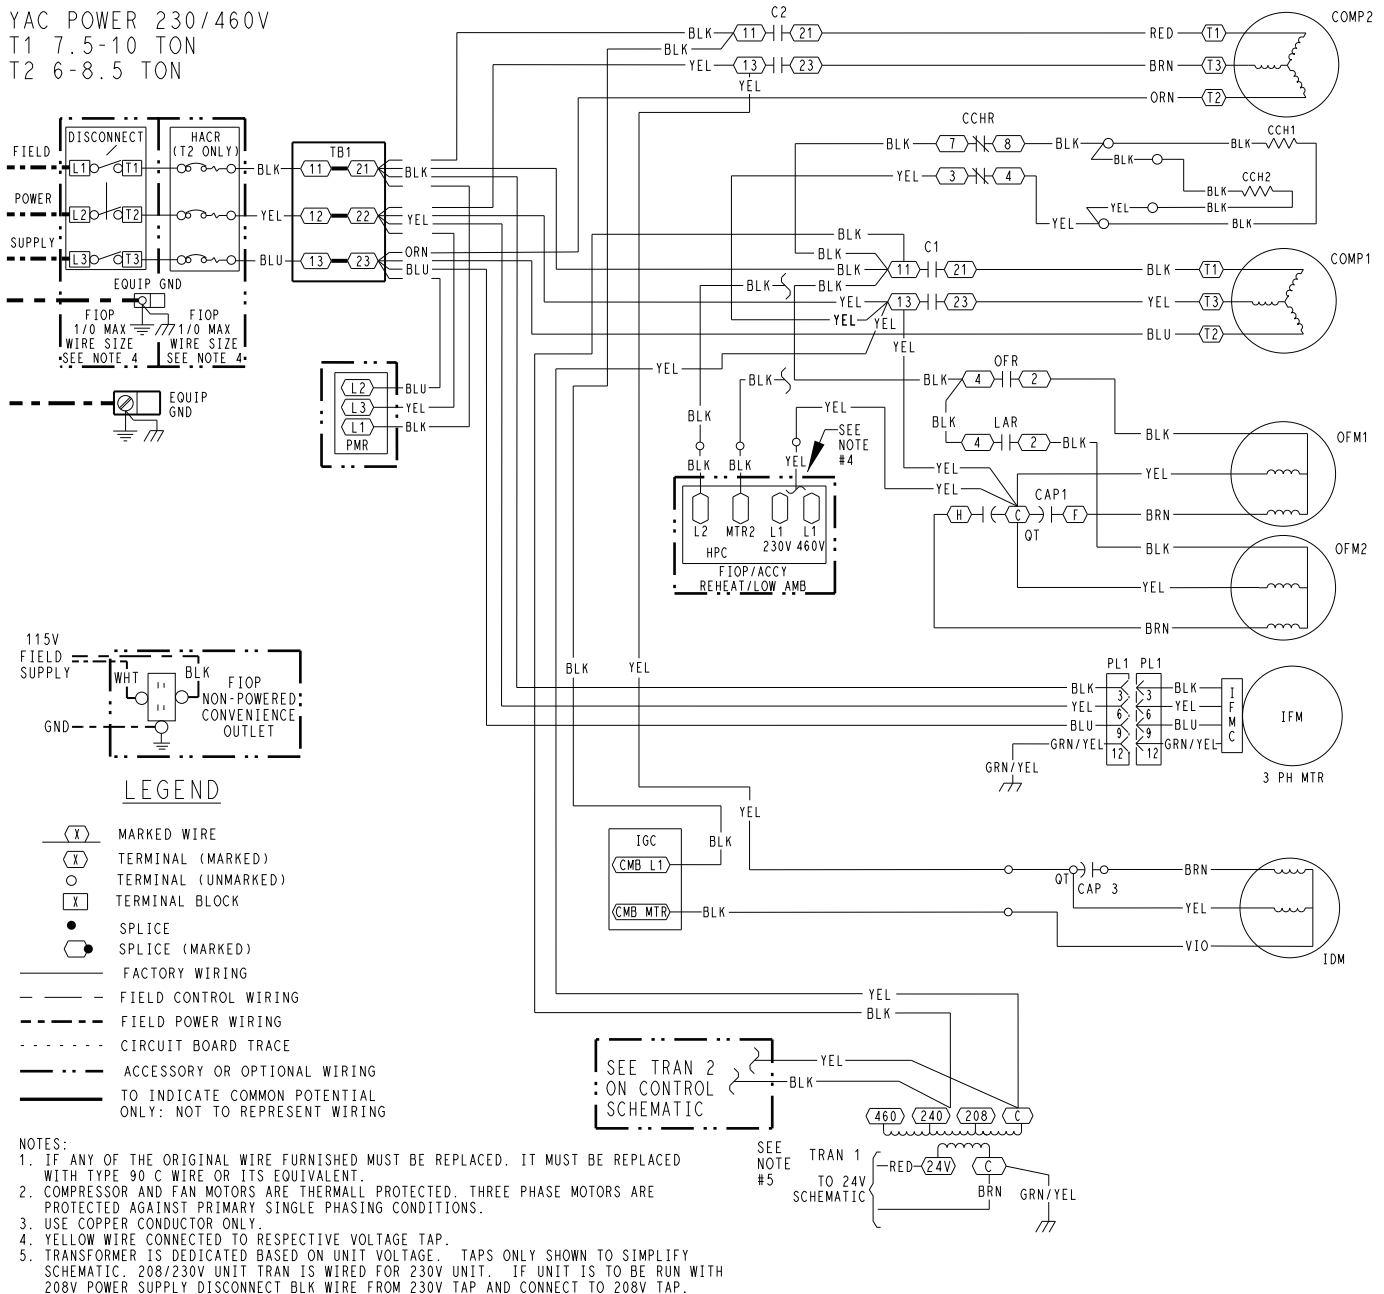 YAC POWER 230/460V
T1 7.5-10 TON
T2 6-8.5 TON
C2
COMP2
BLK 11 21 RED T1
BLK
YEL 13 23 BRN T3
YEL
ORN T2
DISCONNECT
HACR
(T2 ONLY)
FIELD
POWER
SUPPLY
L1 T1 BLK 11 21 BLK
TB1
L2 T2 YEL 12 22 YEL
L3 T3 BLU 13 23 ORN
BLU
EQUIP GND
FIOP
1/0 MAX
WIRE SIZE
SEE NOTE 4
FIOP
1/0 MAX
WIRE SIZE
SEE NOTE 4
EQUIP
GND
L2 BLU
L3 YEL
L1 BLK
PMR
CCHR
BLK 7 8 BLK
BLK
BLK CCH1
YEL 3 4
BLK CCH2
YEL BLK
YEL BLK
BLK
BLK
C1
COMP1
BLK 11 21 BLK T1
BLK BLK
YEL 13 23 YEL T3
YEL YEL
BLU T2
YEL
YEL
OFR
BLK BLK 4 2
BLK
LAR
4 2 BLK
BLK
YEL
SEE
NOTE
#4
BLK BLK YEL
L2 MTR2 L1 L1
230V 460V
HPC
FIOP/ACCY
REHEAT/LOW AMB
YEL
YEL
CAP1
H C F
QT
BLK OFM1
YEL
BRN
BLK OFM2
YEL
BRN
115V
FIELD
SUPPLY
WHT BLK
GND
FIOP
NON-POWERED
CONVENIENCE
OUTLET
BLK YEL
PL1 PL1
BLK 3 3 BLK
YEL 6 6 YEL
BLU 9 9 BLU
GRN/YEL 12 12 GRN/YEL
GRN/YEL
IFMC
IFM
3 PH MTR
YEL
BLK
IGC
CMB L1
CMB MTR BLK
QT CAP 3 BRN
YEL
VIO
IDM
YEL
BLK
SEE TRAN 2
ON CONTROL
SCHEMATIC
YEL
BLK
460 240 208 C
SEE
NOTE
#5
TRAN 1
TO 24V
SCHEMATIC
RED 24V C
BRN GRN/YEL
LEGEND
X MARKED WIRE
X TERMINAL (MARKED)
TERMINAL (UNMARKED)
X TERMINAL BLOCK
SPLICE
SPLICE (MARKED)
FACTORY WIRING
FIELD CONTROL WIRING
FIELD POWER WIRING
CIRCUIT BOARD TRACE
ACCESSORY OR OPTIONAL WIRING
TO INDICATE COMMON POTENTIAL
ONLY: NOT TO REPRESENT WIRING
NOTES:
1. IF ANY OF THE ORIGINAL WIRE FURNISHED MUST BE REPLACED. IT MUST BE REPLACED
WITH TYPE 90 C WIRE OR ITS EQUIVALENT.
2. COMPRESSOR AND FAN MOTORS ARE THERMALL PROTECTED. THREE PHASE MOTORS ARE
PROTECTED AGAINST PRIMARY SINGLE PHASING CONDITIONS.
3. USE COPPER CONDUCTOR ONLY.
4. YELLOW WIRE CONNECTED TO RESPECTIVE VOLTAGE TAP.
5. TRANSFORMER IS DEDICATED BASED ON UNIT VOLTAGE. TAPS ONLY SHOWN TO SIMPLIFY
SCHEMATIC. 208/230V UNIT TRAN IS WIRED FOR 230V UNIT. IF UNIT IS TO BE RUN WITH
208V POWER SUPPLY DISCONNECT BLK WIRE FROM 230V TAP AND CONNECT TO 208V TAP.